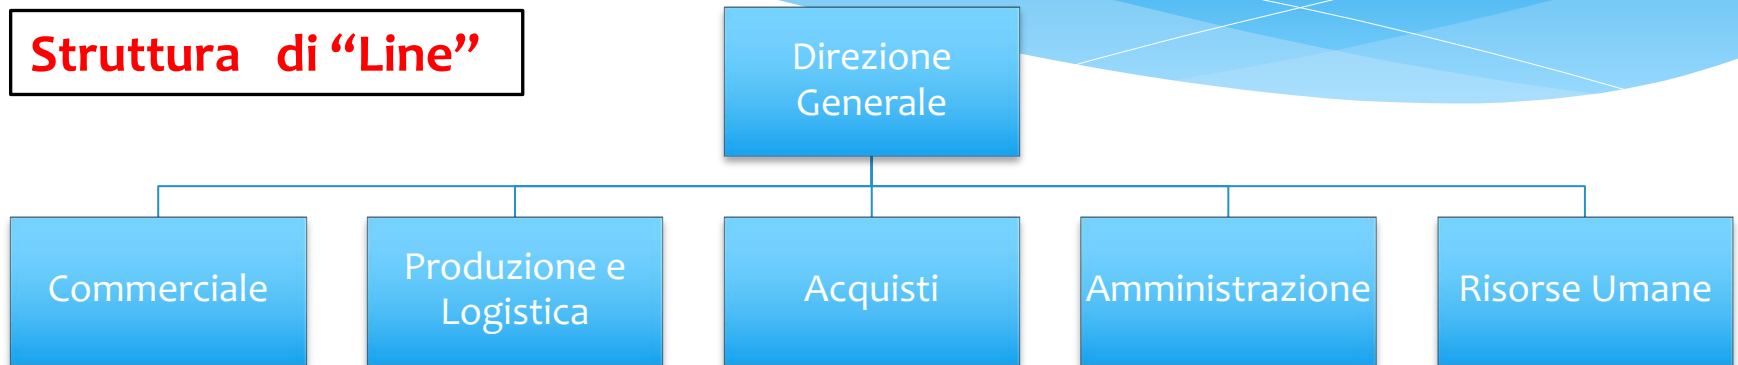 Struttura di “Line”
Direzione
Generale
Commerciale
Produzione e
Logistica
Acquisti
Amministrazione
Risorse Umane